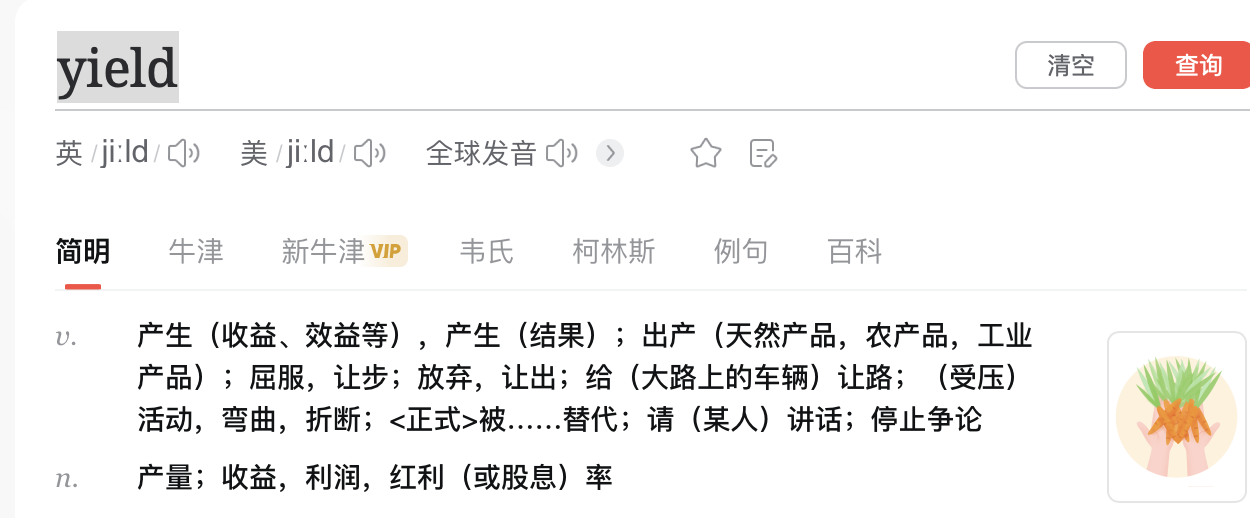 yield
清空
查询
英 /jiːld/ 美 /jiːld/ 全球发音
简明 牛津 新牛津 VIP 韦氏 柯林斯 例句 百科
v. 产生（收益、效益等），产生（结果）；出产（天然产品，农产品，工业
产品）；屈服，让步；放弃，让出；给（大路上的车辆）让路；（受压）
活动，弯曲，折断；<正式>被……替代；请（某人）讲话；停止争论
n. 产量；收益，利润，红利（或股息）率